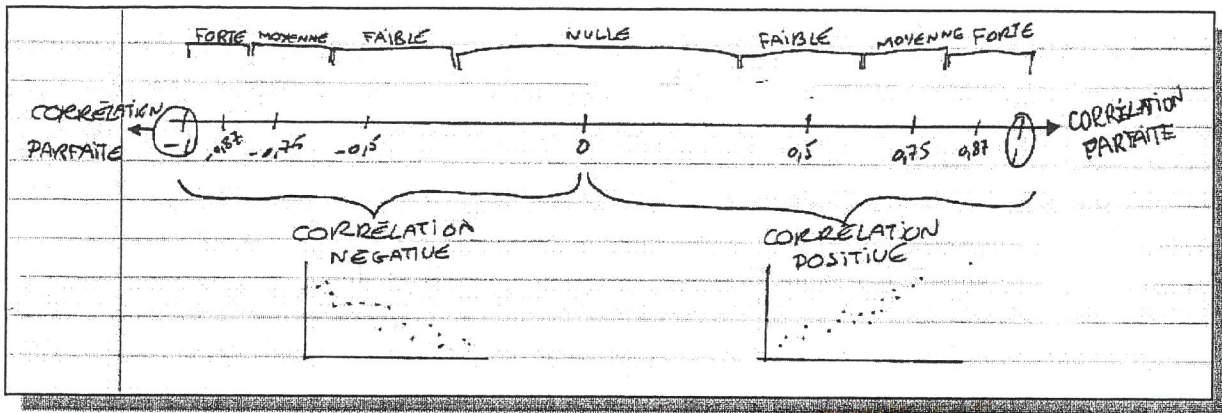 FORTE MOYENNE FAIBLE NULLE FAIBLE MOYENNE FORTE
CORRÉLATION PARFAITE
-1 -0,87 -0,75 -0,5 0 0,5 0,75 0,87 1
CORRÉLATION PARFAITE
CORRÉLATION NÉGATIVE
CORRÉLATION POSITIVE